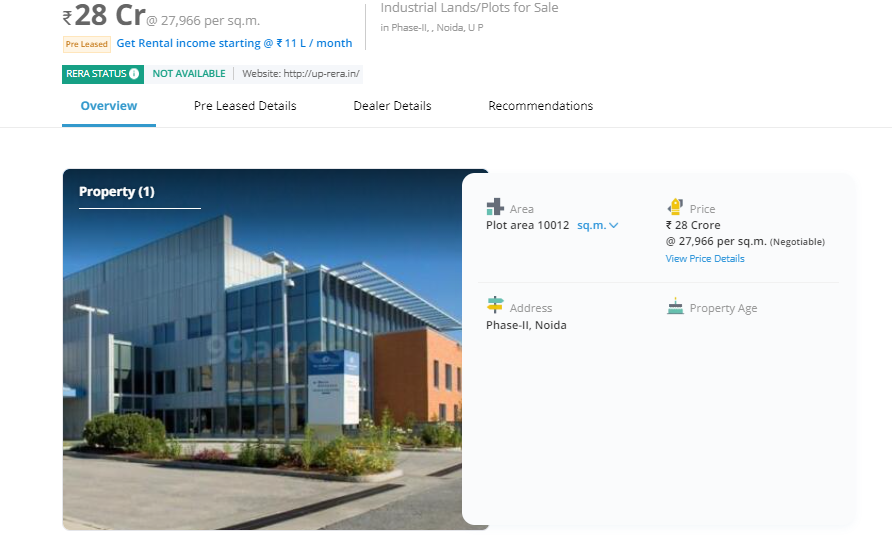 ₹28 Cr @ 27,966 per sq.m.
Pre Leased Get Rental income starting @ ₹ 11 L / month
Industrial Lands/Plots for Sale
in Phase-II, , Noida, U P
RERA STATUS i NOT AVAILABLE Website: http://up-rera.in/
Overview Pre Leased Details Dealer Details Recommendations
Property (1)
99acres
Area
Plot area 10012 sq.m.
Price
₹ 28 Crore
@ 27,966 per sq.m. (Negotiable)
View Price Details
Address
Phase-II, Noida
Property Age